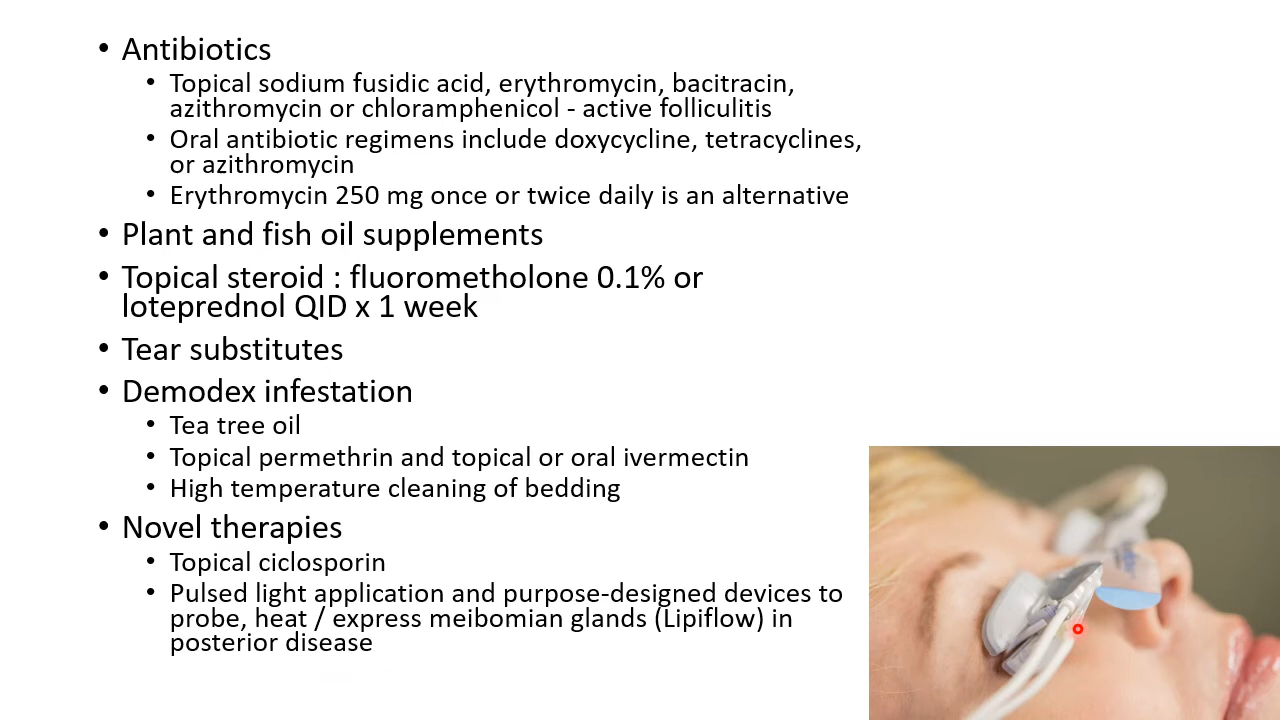 • Antibiotics
• Topical sodium fusidic acid, erythromycin, bacitracin,
azithromycin or chloramphenicol - active folliculitis
• Oral antibiotic regimens include doxycycline, tetracyclines,
or azithromycin
• Erythromycin 250 mg once or twice daily is an alternative
• Plant and fish oil supplements
• Topical steroid : fluorometholone 0.1% or
loteprednol QID x 1 week
• Tear substitutes
• Demodex infestation
• Tea tree oil
• Topical permethrin and topical or oral ivermectin
• High temperature cleaning of bedding
• Novel therapies
• Topical ciclosporin
• Pulsed light application and purpose-designed devices to
probe, heat / express meibomian glands (Lipiflow) in
posterior disease